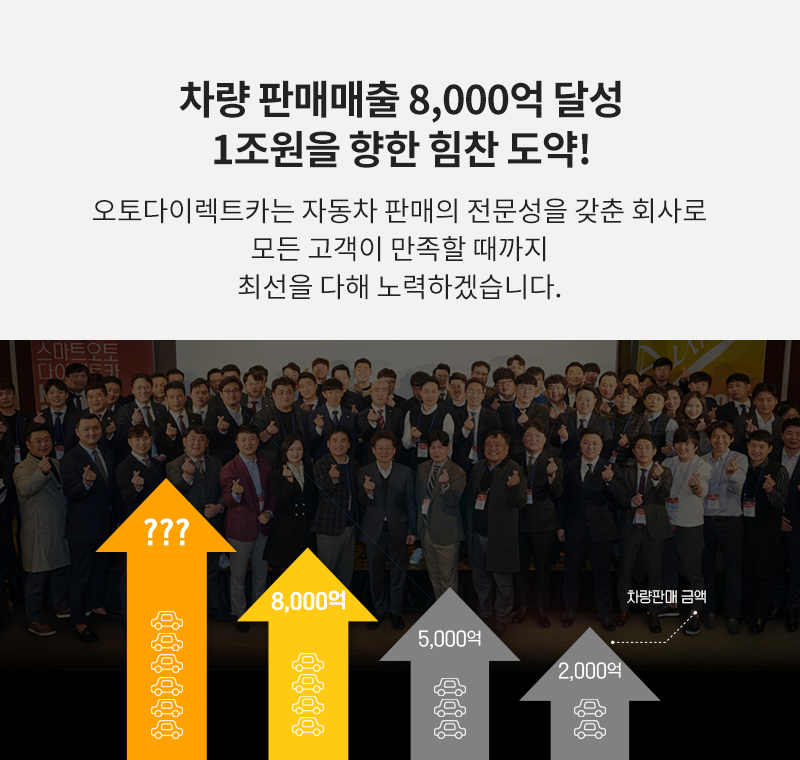 차량 판매매출 8,000억 달성
1조원을 향한 힘찬 도약!
오토다이렉트카는 자동차 판매의 전문성을 갖춘 회사로
모든 고객이 만족할 때까지
최선을 다해 노력하겠습니다.
스마트오토
다이렉트카
???
8,000억
5,000억
2,000억
차량판매 금액